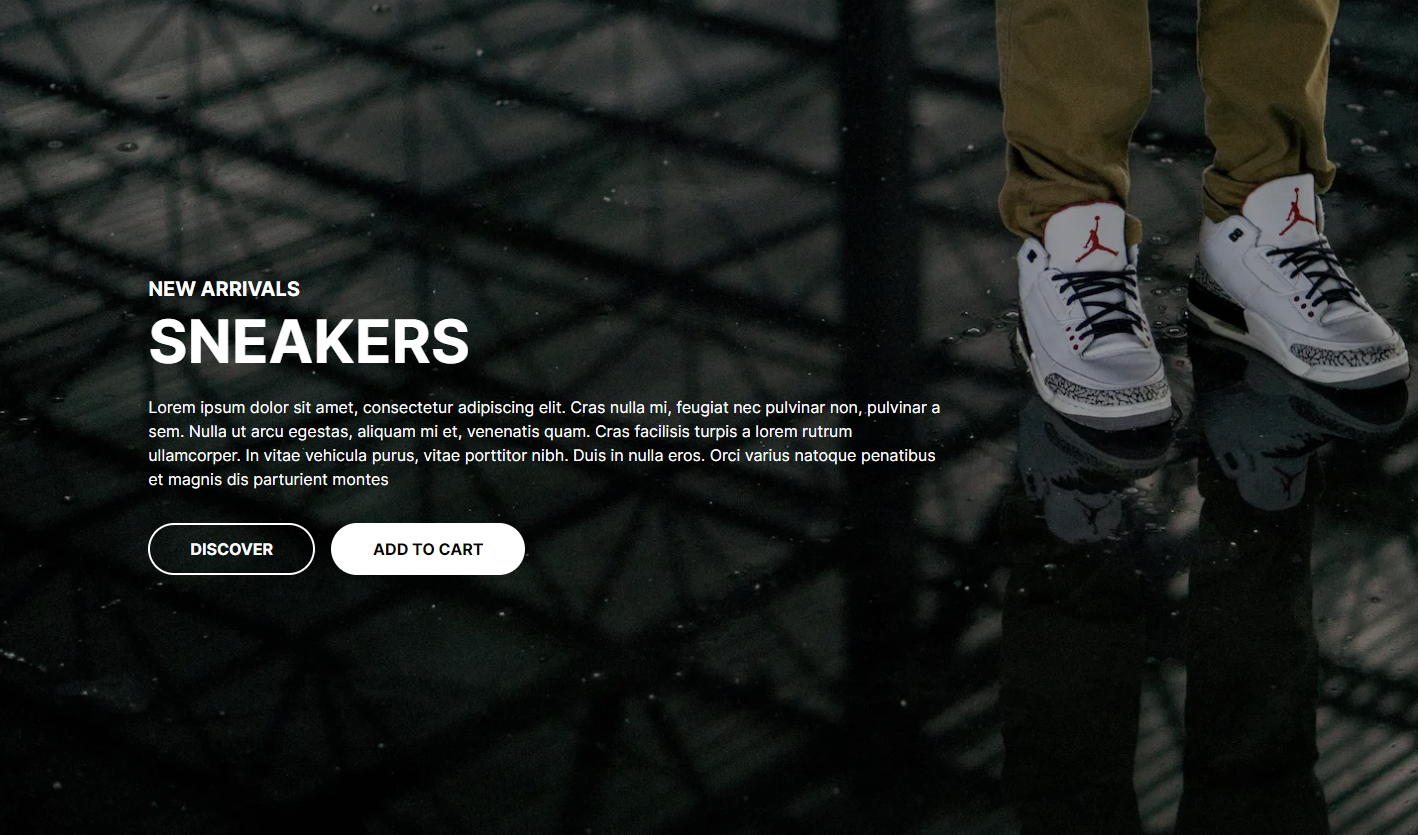 NEW ARRIVALS
SNEAKERS
Lorem ipsum dolor sit amet, consectetur adipiscing elit. Cras nulla mi, feugiat nec pulvinar non, pulvinar a
sem. Nulla ut arcu egestas, aliquam mi et, venenatis quam. Cras facilisis turpis a lorem rutrum
ullamcorper. In vitae vehicula purus, vitae porttitor nibh. Duis in nulla eros. Orci varius natoque penatibus
et magnis dis parturient montes
DISCOVER
ADD TO CART